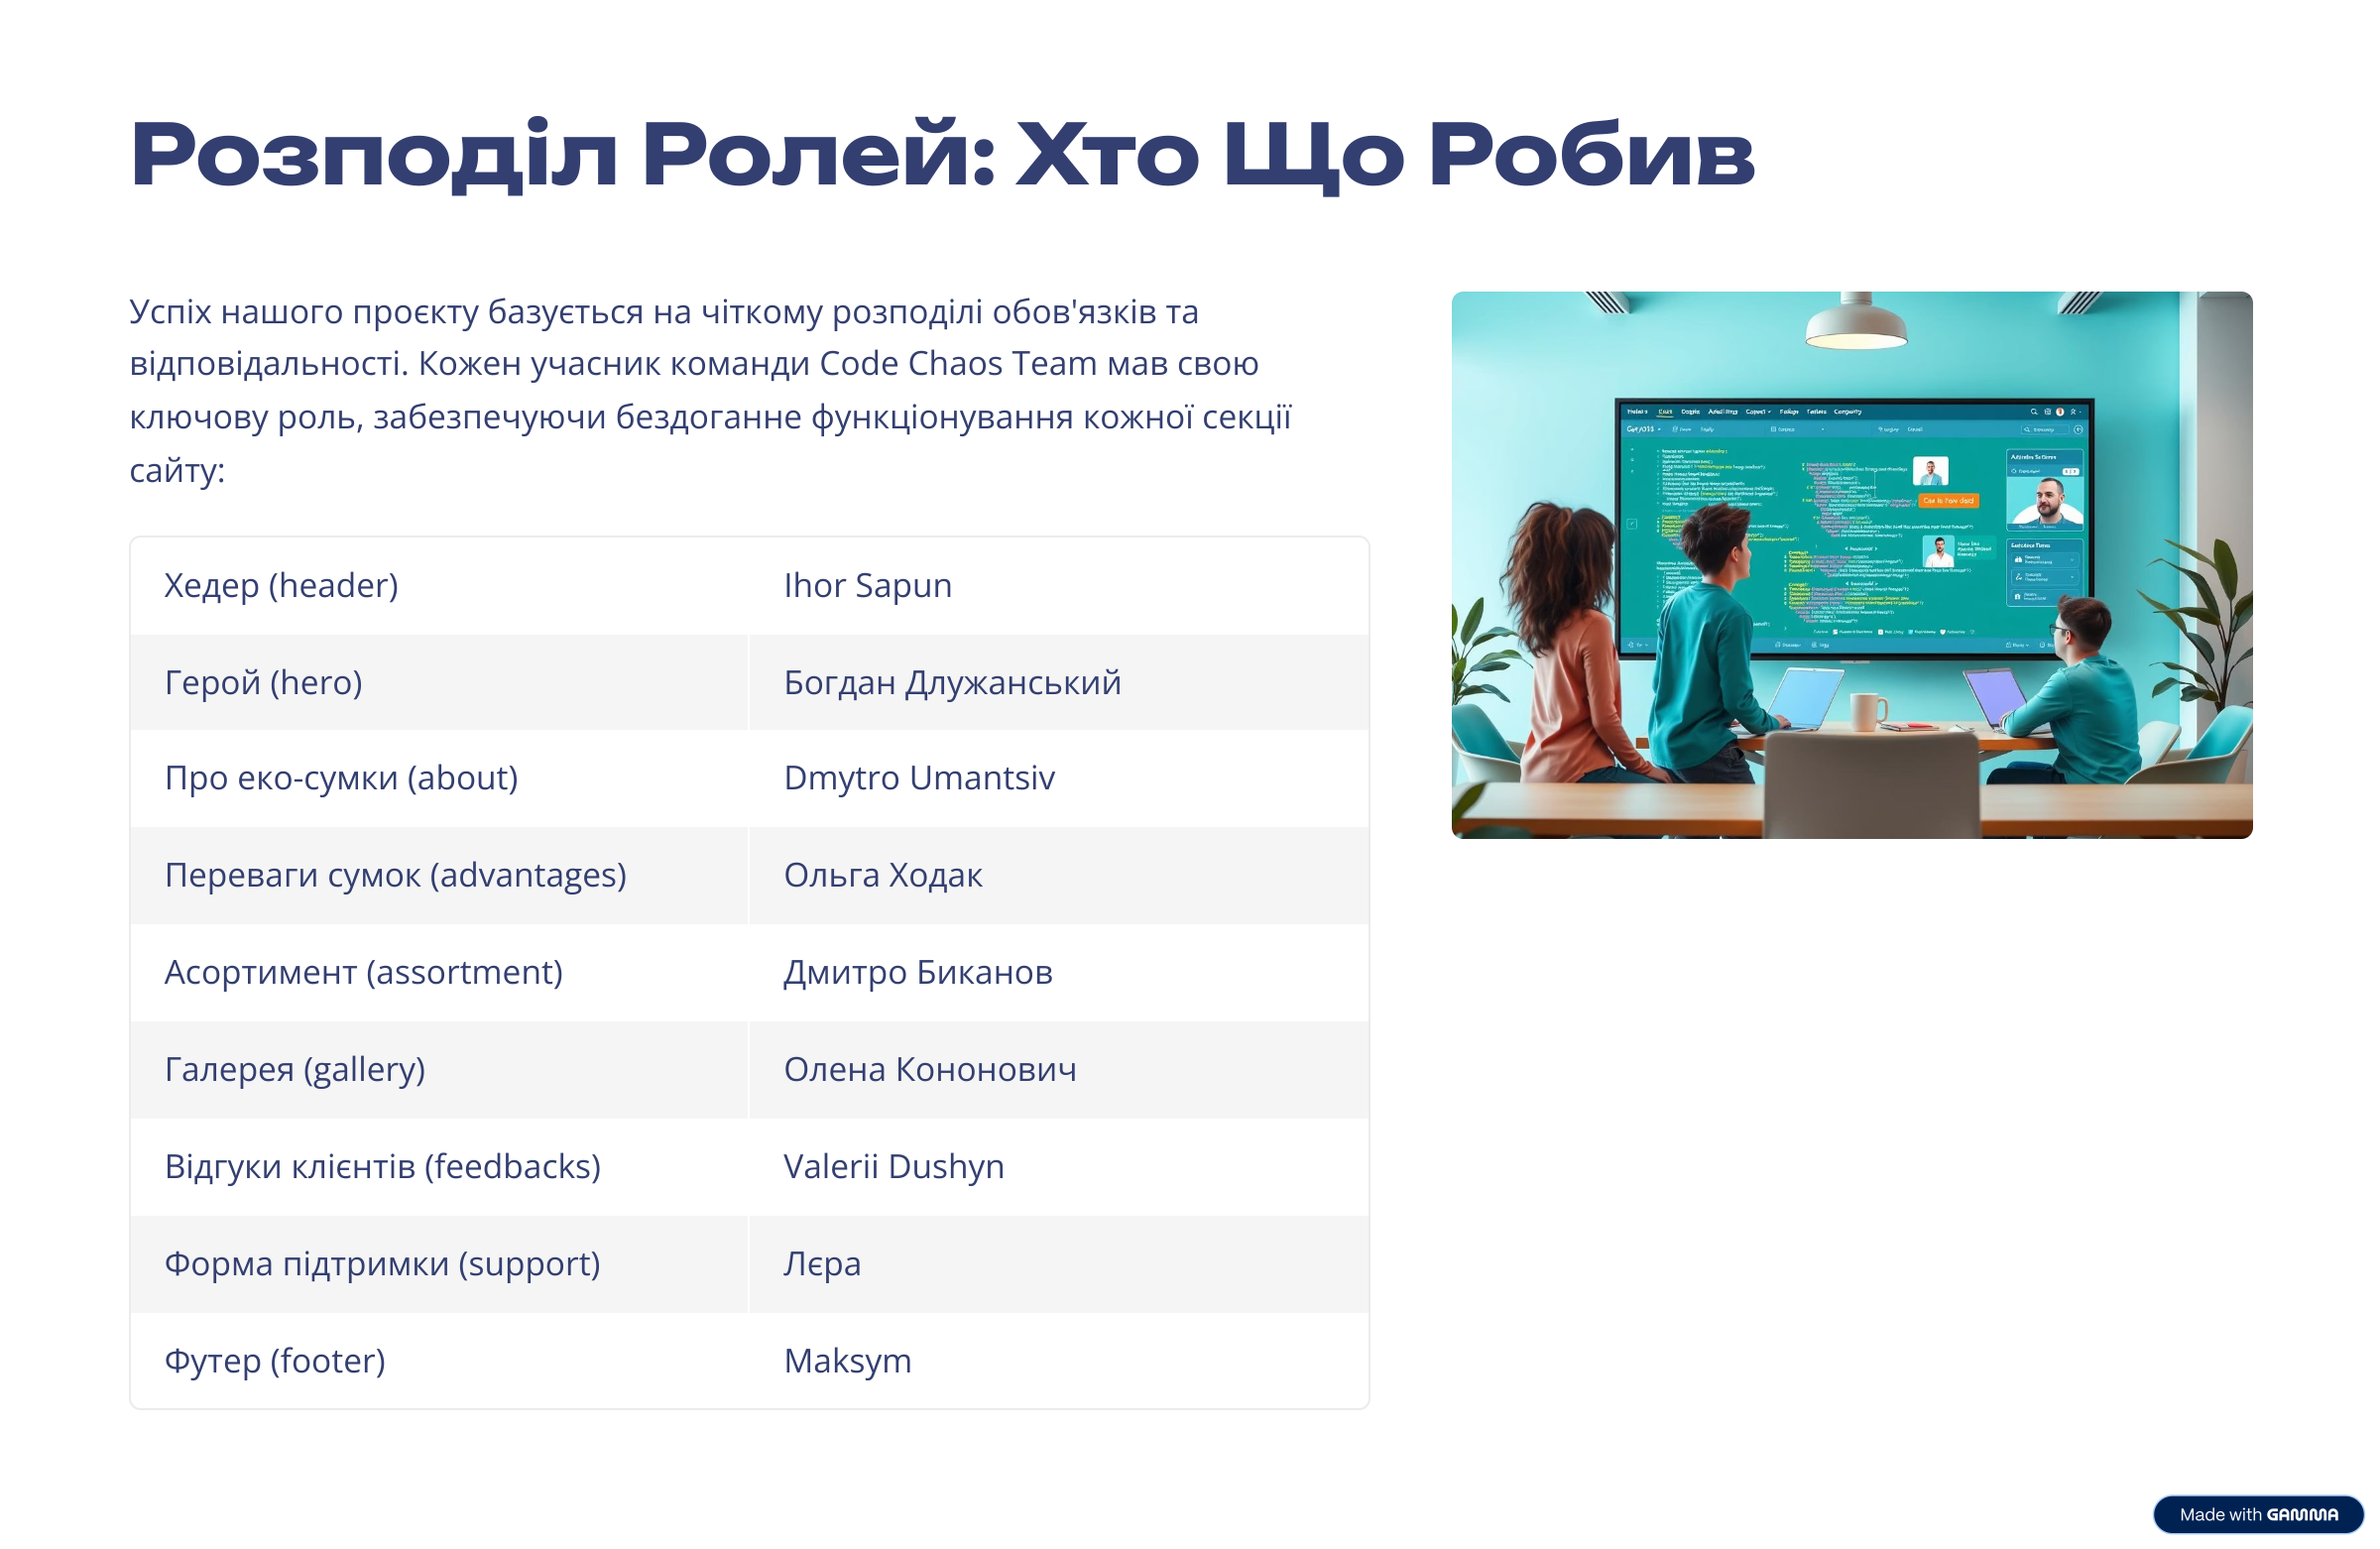 Розподіл Ролей: Хто Що Робив
Успіх нашого проєкту базується на чіткому розподілі обов'язків та
відповідальності. Кожен учасник команди Code Chaos Team мав свою
ключову роль, забезпечуючи бездоганне функціонування кожної секції
сайту:
Хедер (header) Ihor Sapun
Герой (hero) Богдан Длужанський
Про еко-сумки (about) Dmytro Umantsiv
Переваги сумок (advantages) Ольга Ходак
Асортимент (assortment) Дмитро Биканов
Галерея (gallery) Олена Кононович
Відгуки клієнтів (feedbacks) Valerii Dushyn
Форма підтримки (support) Лєра
Футер (footer) Maksym
Made with GAMMA